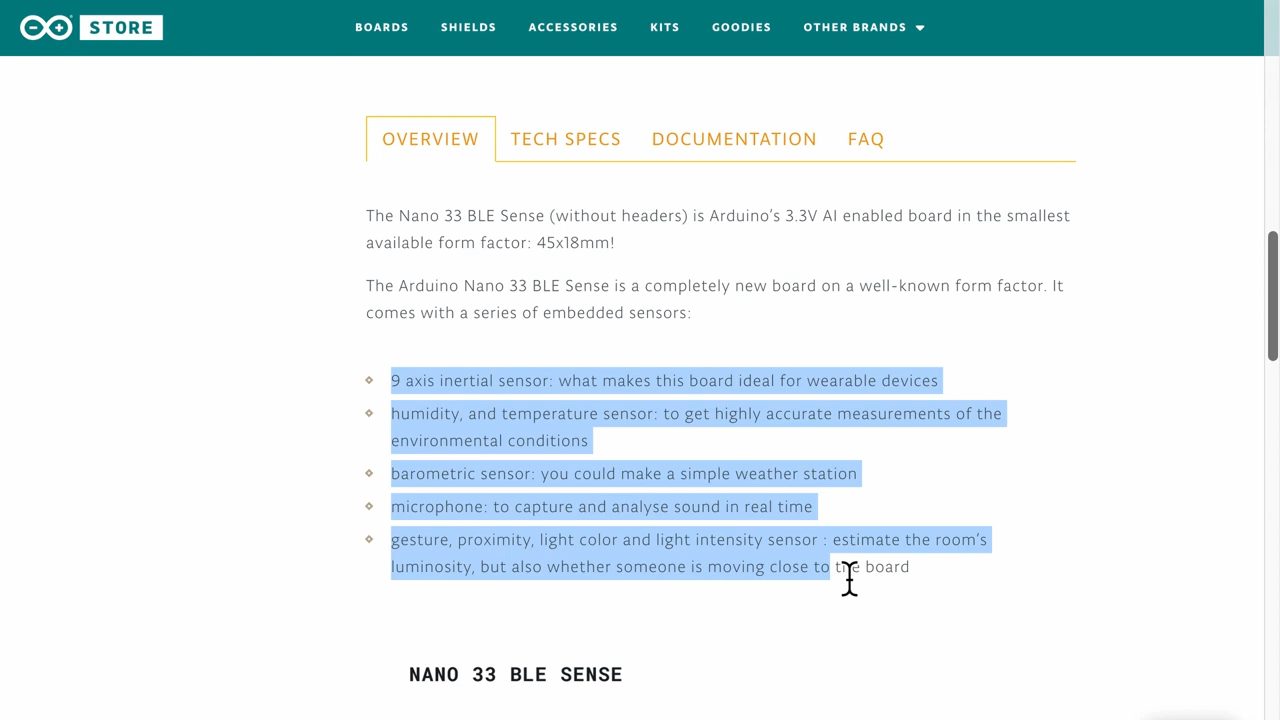 STORE
BOARDS SHIELDS ACCESSORIES KITS GOODIES OTHER BRANDS
OVERVIEW TECH SPECS DOCUMENTATION FAQ
The Nano 33 BLE Sense (without headers) is Arduino’s 3.3V AI enabled board in the smallest
available form factor: 45x18mm!
The Arduino Nano 33 BLE Sense is a completely new board on a well-known form factor. It
comes with a series of embedded sensors:
9 axis inertial sensor: what makes this board ideal for wearable devices
humidity, and temperature sensor: to get highly accurate measurements of the
environmental conditions
barometric sensor: you could make a simple weather station
microphone: to capture and analyse sound in real time
gesture, proximity, light color and light intensity sensor : estimate the room’s
luminosity, but also whether someone is moving close to the board
NANO 33 BLE SENSE